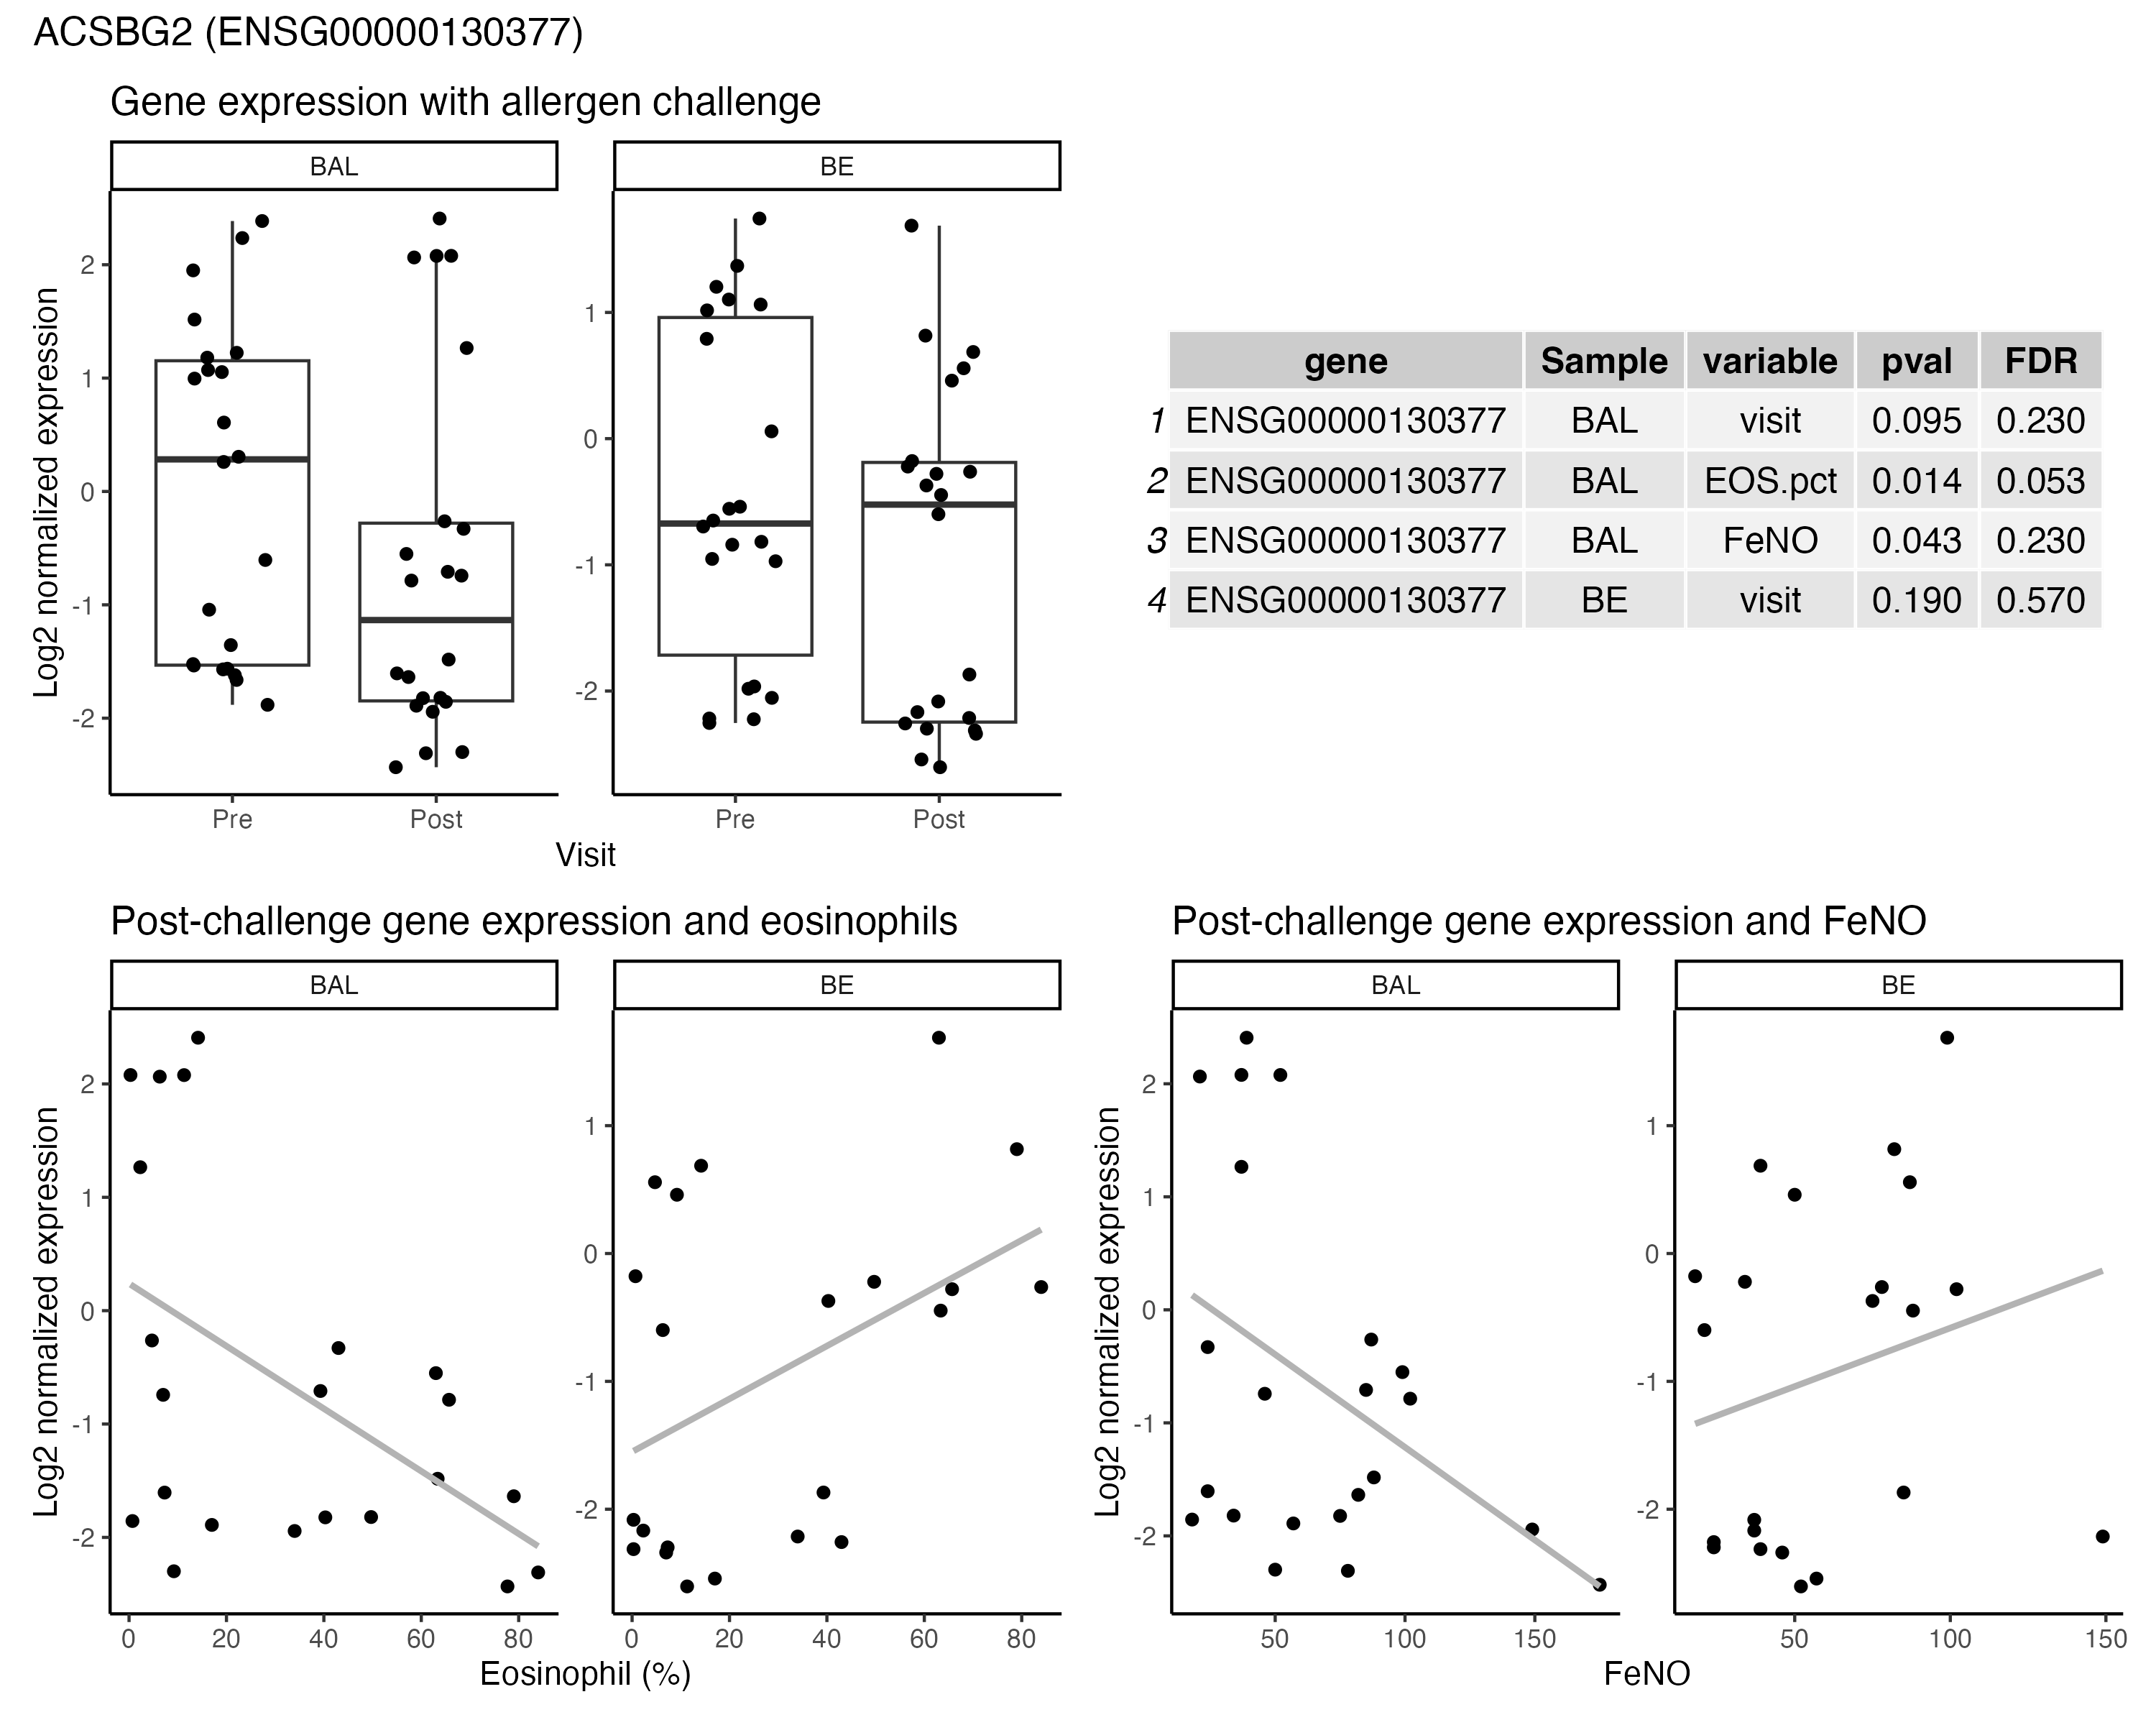 ACSBG2 (ENSG00000130377)
Gene expression with allergen challenge
BAL
BE
Log2 normalized expression
2
1
0
-1
-2
1
0
-1
-2
Pre
Post
Pre
Post
Visit
gene Sample variable pval FDR
1 ENSG00000130377 BAL visit 0.095 0.230
2 ENSG00000130377 BAL EOS.pct 0.014 0.053
3 ENSG00000130377 BAL FeNO 0.043 0.230
4 ENSG00000130377 BE visit 0.190 0.570
Post-challenge gene expression and eosinophils
BAL
BE
Log2 normalized expression
2
1
0
-1
-2
1
0
-1
-2
0 20 40 60 80
0 20 40 60 80
Eosinophil (%)
Post-challenge gene expression and FeNO
BAL
BE
Log2 normalized expression
2
1
0
-1
-2
1
0
-1
-2
50 100 150
50 100 150
FeNO